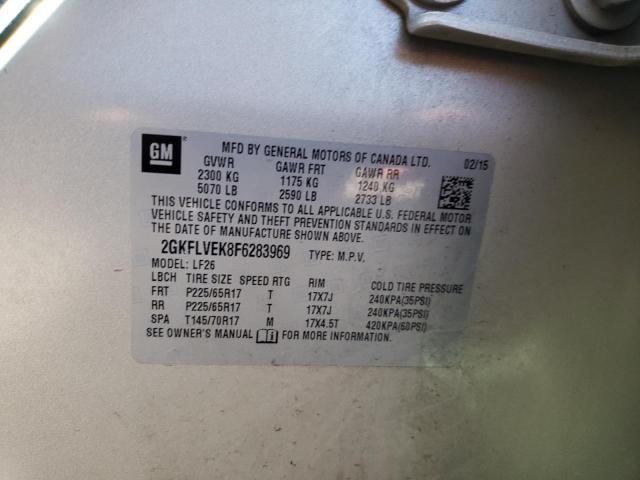 GM ®
MFD BY GENERAL MOTORS OF CANADA LTD. 02/15
GVWR GAWR FRT GAWR RR
2300 KG 1175 KG 1240 KG
5070 LB 2590 LB 2733 LB
THIS VEHICLE CONFORMS TO ALL APPLICABLE U.S. FEDERAL MOTOR
VEHICLE SAFETY AND THEFT PREVENTION STANDARDS IN EFFECT ON
THE DATE OF MANUFACTURE SHOWN ABOVE.
2GKFLVEK8F6283969 TYPE: M.P.V.
MODEL: LF26
LBCH TIRE SIZE SPEED RTG RIM COLD TIRE PRESSURE
FRT P225/65R17 T 17X7J 240KPA(35PSI)
RR P225/65R17 T 17X7J 240KPA(35PSI)
SPA T145/70R17 M 17X4.5T 420KPA(60PSI)
SEE OWNER'S MANUAL FOR MORE INFORMATION.